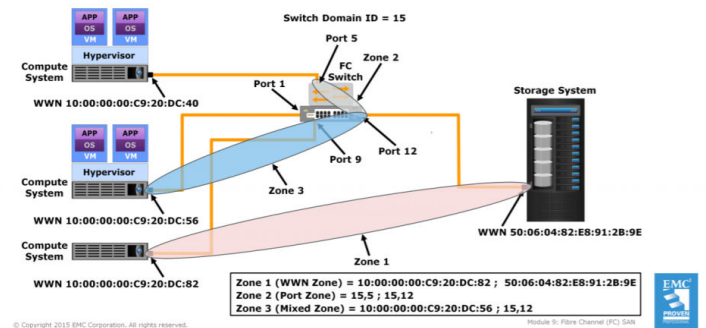 APP APP
OS OS
VM VM
Hypervisor
Compute
System
WWN 10:00:00:00:C9:20:DC:40
Switch Domain ID = 15
Port 5
Zone 2
FC
Switch
Port 1
Storage System
APP APP
OS OS
VM VM
Hypervisor
Port 9
Port 12
Compute
System
Zone 3
WWN 10:00:00:00:C9:20:DC:56
WWN 50:06:04:82:E8:91:2B:9E
Compute
System
Zone 1
WWN 10:00:00:00:C9:20:DC:82
Zone 1 (WWN Zone) = 10:00:00:00:C9:20:DC:82 ; 50:06:04:82:E8:91:2B:9E
Zone 2 (Port Zone) = 15,5 ; 15,12
Zone 3 (Mixed Zone) = 10:00:00:00:C9:20:DC:56 ; 15,12
EMC²
PROVEN
PROFESSIONAL
© Copyright 2015 EMC Corporation. All rights reserved.
Module 9: Fibre Channel (FC) SAN